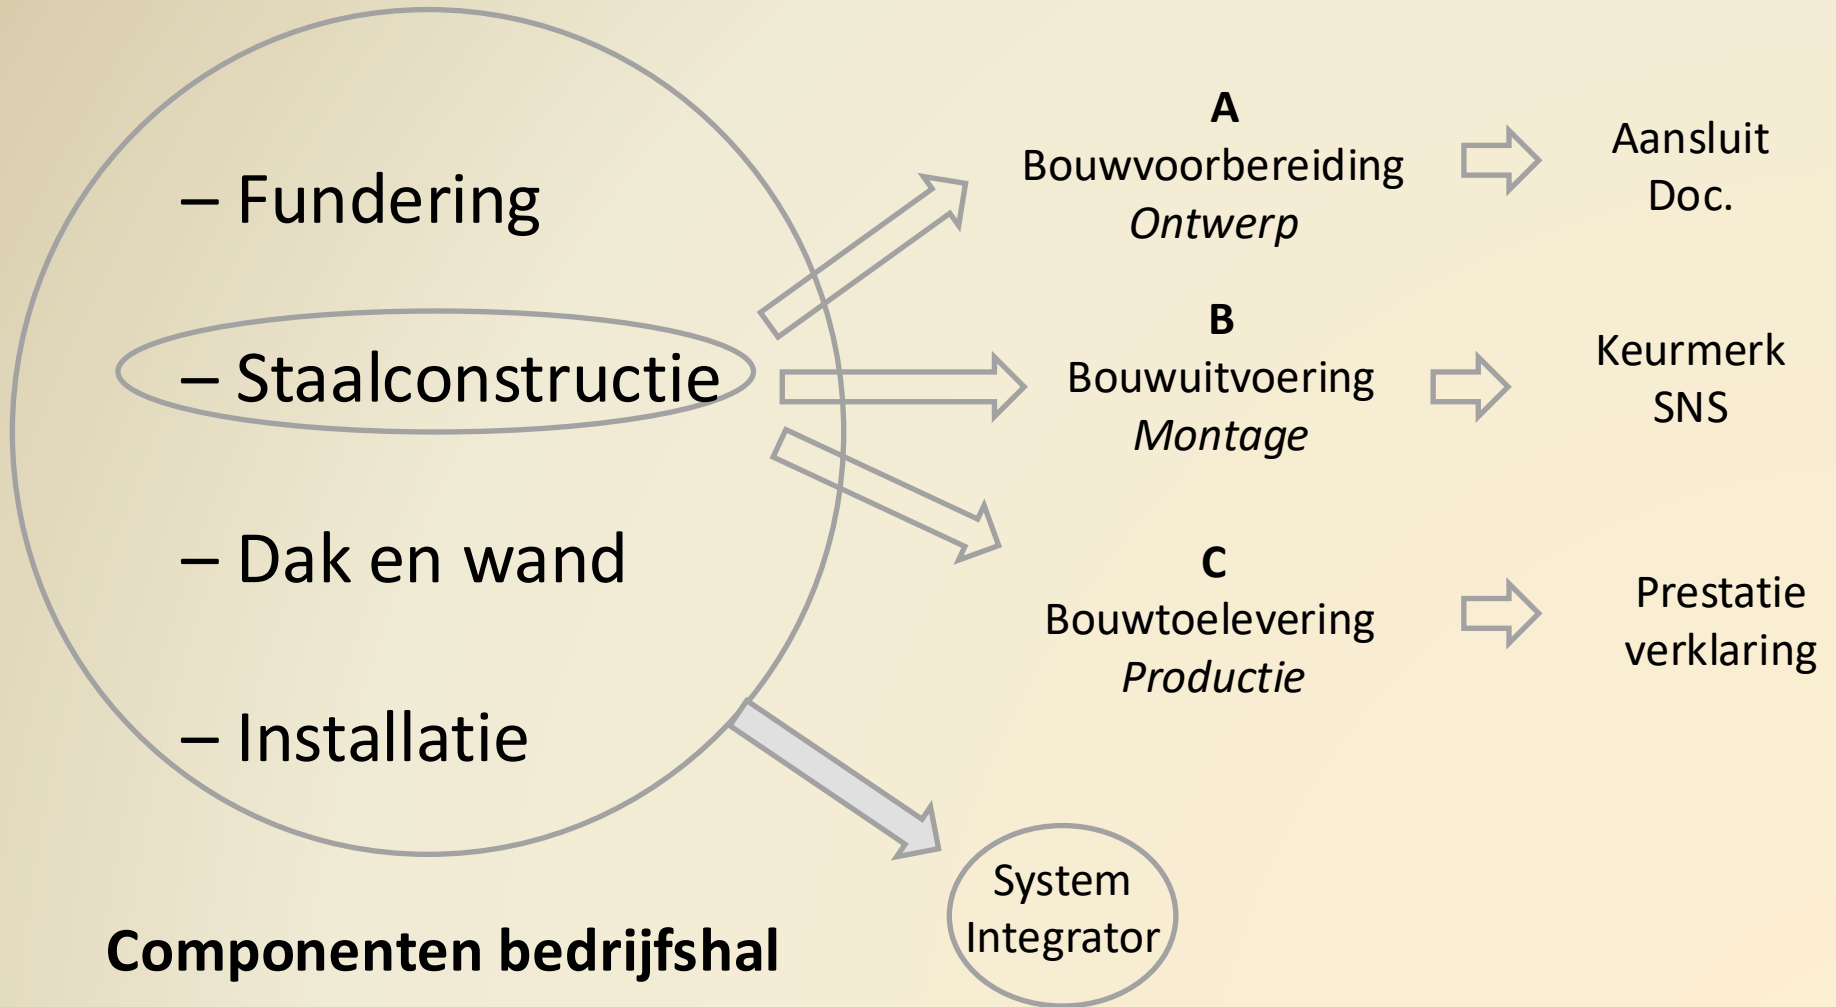 – Fundering
– Staalconstructie
– Dak en wand
– Installatie
Componenten bedrijfshal
A
Bouwvoorbereiding
Ontwerp
Aansluit
Doc.
B
Bouwuitvoering
Montage
Keurmerk
SNS
C
Bouwtoelevering
Productie
Prestatie
verklaring
System
Integrator